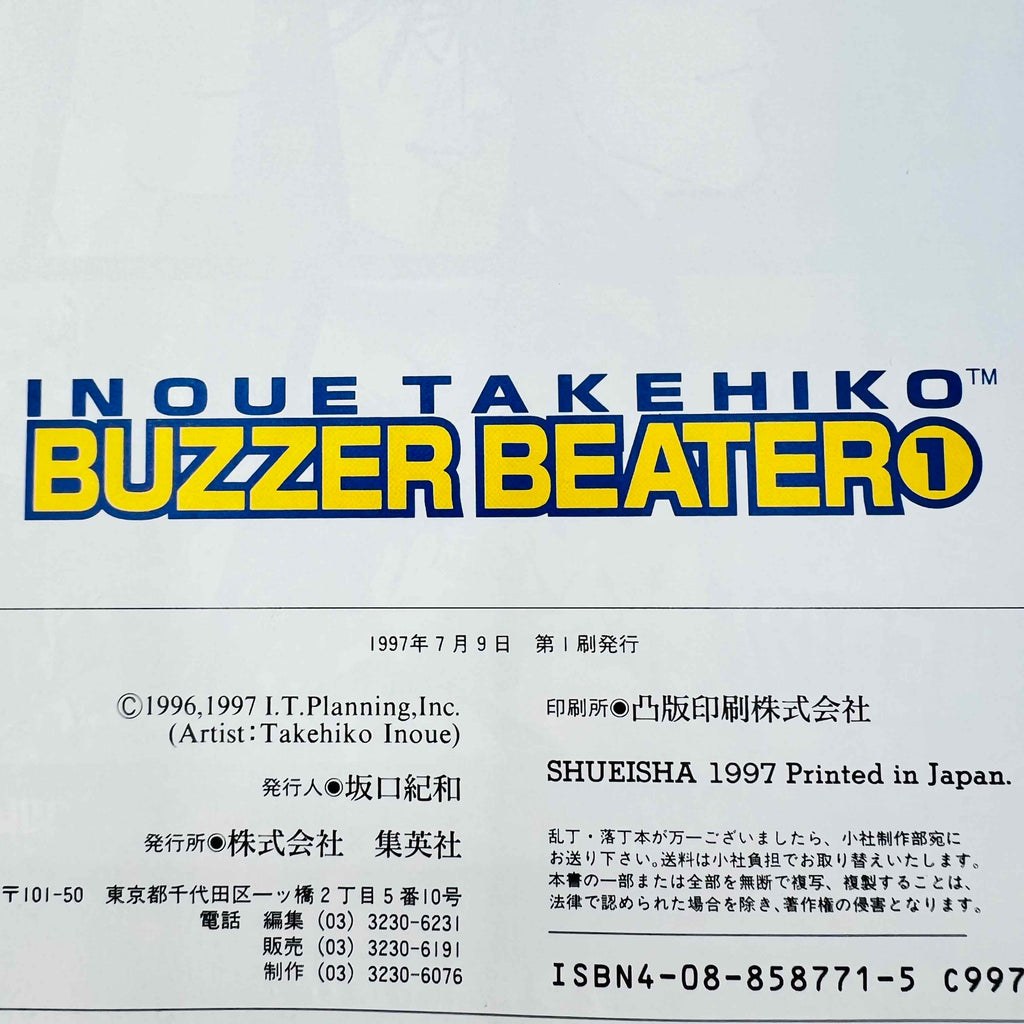 INOUE TAKEHIKO™
BUZZER BEATER①
1997年7月9日 第1刷発行
©1996,1997 I.T.Planning,Inc.
(Artist:Takehiko Inoue)
発行人◉坂口紀和
発行所◉株式会社 集英社
〒101-50 東京都千代田区一ッ橋2丁目5番10号
電話 編集 (03) 3230-6231
販売 (03) 3230-6191
制作 (03) 3230-6076
印刷所◉凸版印刷株式会社
SHUEISHA 1997 Printed in Japan.
乱丁・落丁本が万一ございましたら、小社制作部宛に
お送り下さい。送料は小社負担でお取り替えいたします。
本書の一部または全部を無断で複写、複製することは、
法律で認められた場合を除き、著作権の侵害となります。
ISBN4-08-858771-5 C997